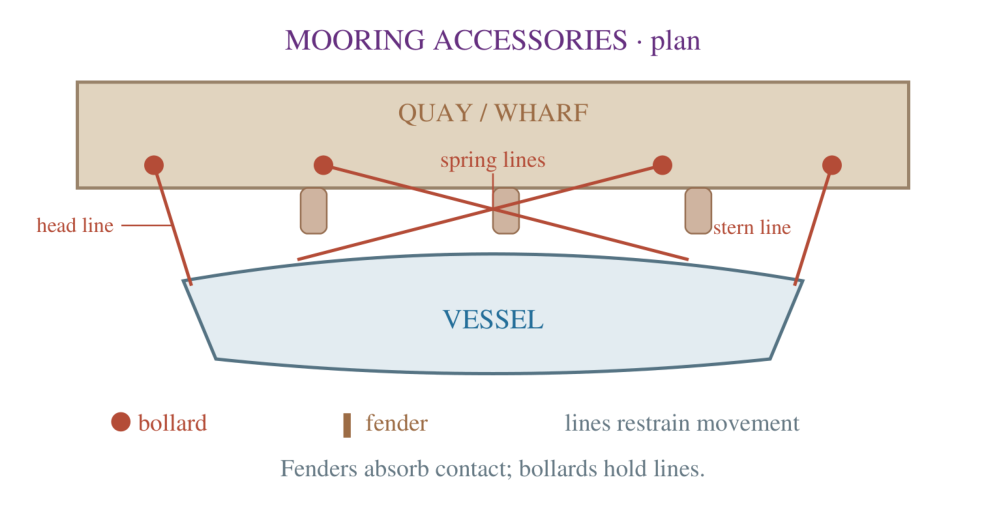 MOORING ACCESSORIES · plan
QUAY / WHARF
spring lines
head line
stern line
VESSEL
bollard
fender
lines restrain movement
Fenders absorb contact; bollards hold lines.